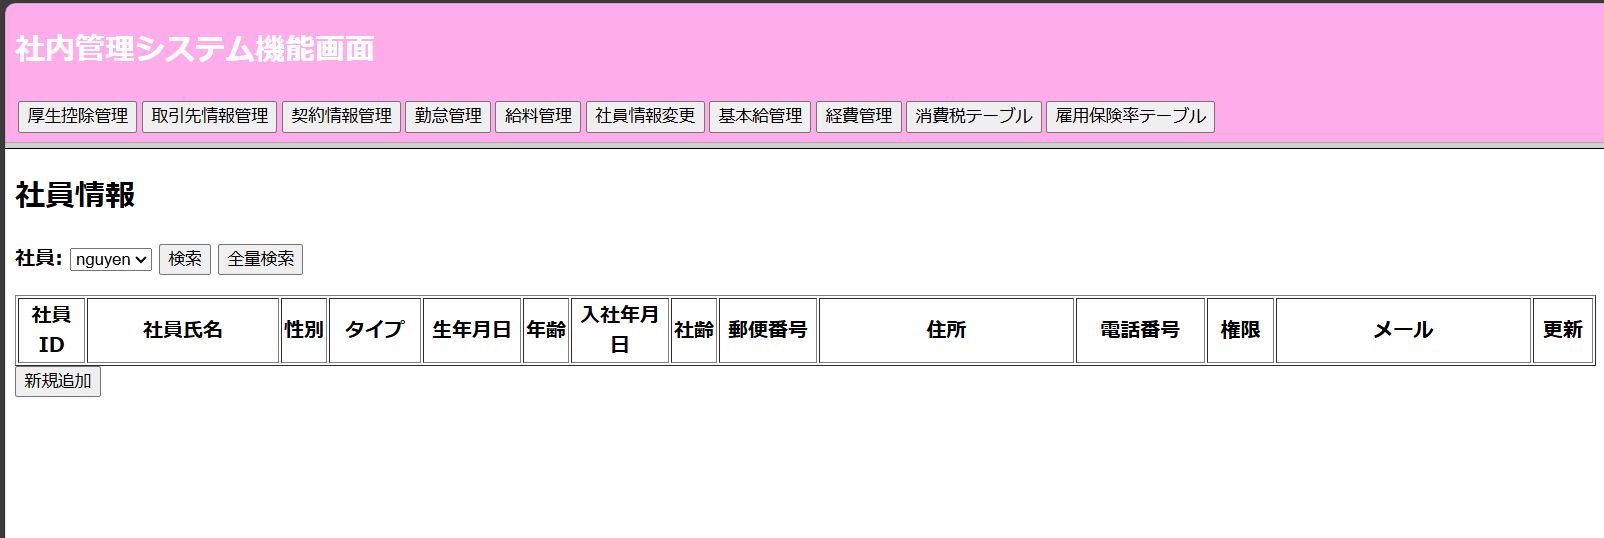 社内管理システム機能画面
厚生控除管理 取引先情報管理 契約情報管理 勤怠管理 給料管理 社員情報変更 基本給管理 経費管理 消費税テーブル 雇用保険率テーブル
社員情報
社員: nguyen 検索 全量検索
社員ID 社員氏名 性別 タイプ 生年月日 年齢 入社年月日 社齢 郵便番号 住所 電話番号 権限 メール 更新
新規追加